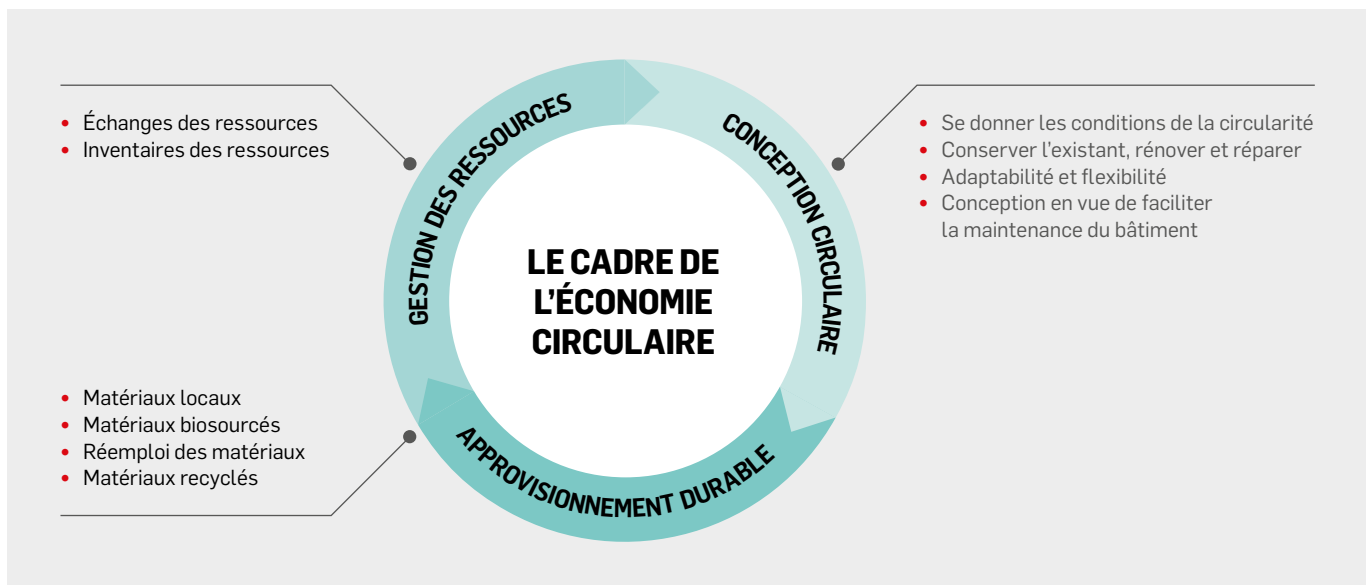 • Échanges des ressources
• Inventaires des ressources
GESTION DES RESSOURCES
CONCEPTION CIRCULAIRE
• Se donner les conditions de la circularité
• Conserver l'existant, rénover et réparer
• Adaptabilité et flexibilité
• Conception en vue de faciliter
la maintenance du bâtiment
LE CADRE DE
L'ÉCONOMIE
CIRCULAIRE
• Matériaux locaux
• Matériaux biosourcés
• Réemploi des matériaux
• Matériaux recyclés
APPROVISIONNEMENT DURABLE